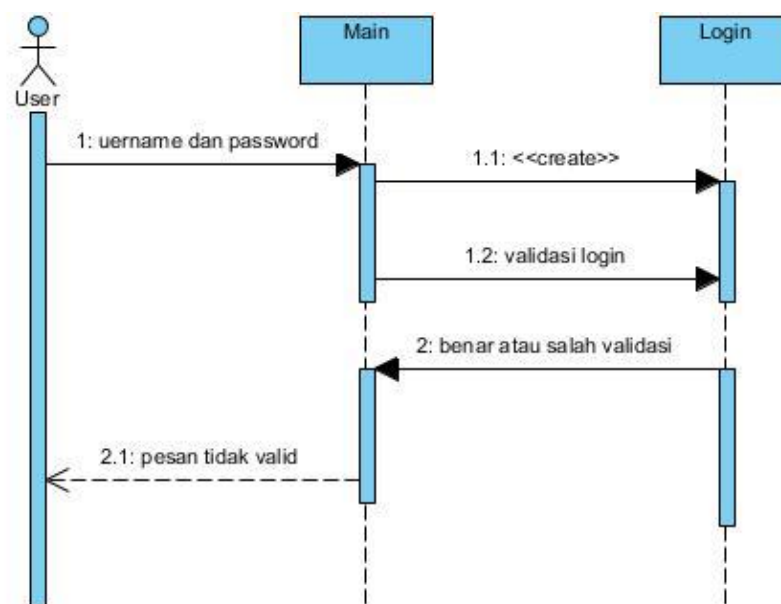 Main
Login
User
1: uername dan password
1.1: <<create>>
1.2: validasi login
2: benar atau salah validasi
2.1: pesan tidak valid